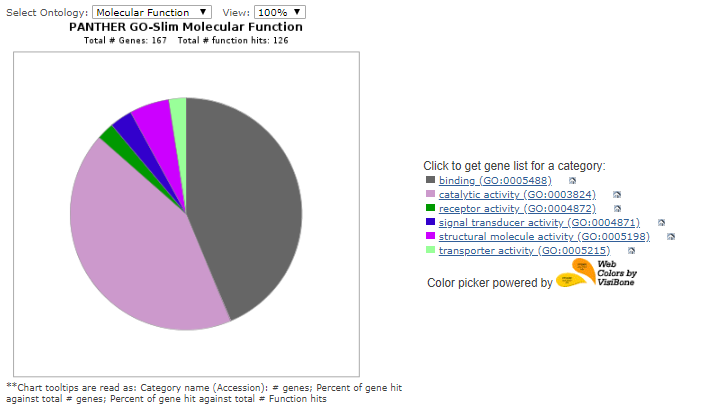 Select Ontology: Molecular Function View: 100%
PANTHER GO-Slim Molecular Function
Total # Genes: 167 Total # function hits: 126
Click to get gene list for a category:
binding (GO:0005488)
catalytic activity (GO:0003824)
receptor activity (GO:0004872)
signal transducer activity (GO:0004871)
structural molecule activity (GO:0005198)
transporter activity (GO:0005215)
Color picker powered by
Web
Colors by
VisiBone
**Chart tooltips are read as: Category name (Accession): # genes; Percent of gene hit
against total # genes; Percent of gene hit against total # Function hits